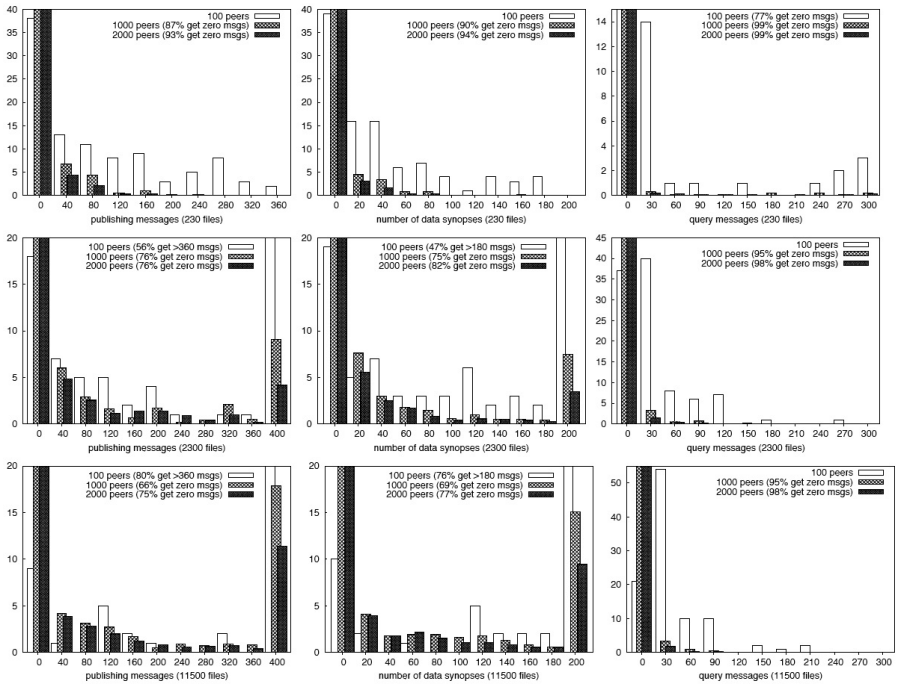 40
35
30
25
20
15
10
5
0
100 peers
1000 peers (87% get zero msgs)
2000 peers (93% get zero msgs)
0 40 80 120 160 200 240 280 320 360
publishing messages (230 files)
40
35
30
25
20
15
10
5
0
100 peers
1000 peers (90% get zero msgs)
2000 peers (94% get zero msgs)
0 20 40 60 80 100 120 140 160 180 200
number of data synopses (230 files)
14
12
10
8
6
4
2
0
100 peers (77% get zero msgs)
1000 peers (99% get zero msgs)
2000 peers (99% get zero msgs)
0 30 60 90 120 150 180 210 240 270 300
query messages (230 files)
20
15
10
5
0
100 peers (56% get >360 msgs)
1000 peers (76% get zero msgs)
2000 peers (76% get zero msgs)
0 40 80 120 160 200 240 280 320 360 400
publishing messages (2300 files)
20
15
10
5
0
100 peers (47% get >180 msgs)
1000 peers (75% get zero msgs)
2000 peers (82% get zero msgs)
0 20 40 60 80 100 120 140 160 180 200
number of data synopses (2300 files)
45
40
35
30
25
20
15
10
5
0
100 peers
1000 peers (95% get zero msgs)
2000 peers (98% get zero msgs)
0 30 60 90 120 150 180 210 240 270 300
query messages (2300 files)
20
15
10
5
0
100 peers (80% get >360 msgs)
1000 peers (66% get zero msgs)
2000 peers (75% get zero msgs)
0 40 80 120 160 200 240 280 320 360 400
publishing messages (11500 files)
20
15
10
5
0
100 peers (76% get >180 msgs)
1000 peers (69% get zero msgs)
2000 peers (77% get zero msgs)
0 20 40 60 80 100 120 140 160 180 200
number of data synopses (11500 files)
50
40
30
20
10
0
100 peers
1000 peers (95% get zero msgs)
2000 peers (98% get zero msgs)
0 30 60 90 120 150 180 210 240 270 300
query messages (11500 files)